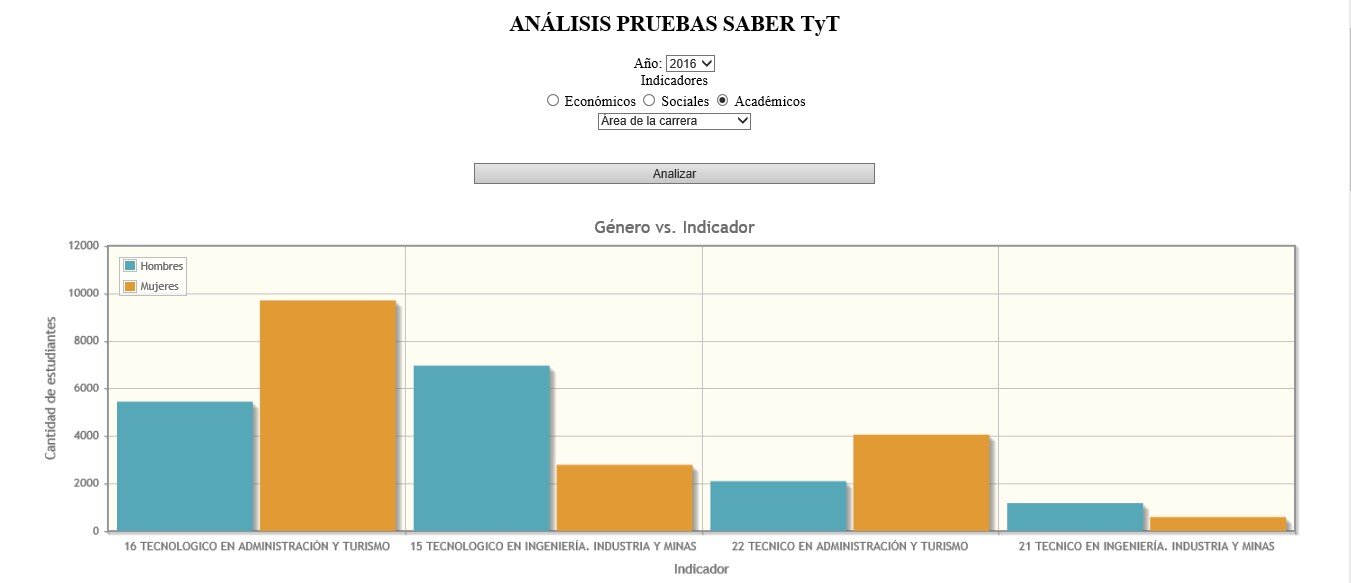 ANÁLISIS PRUEBAS SABER TyT
Año: 2016
Indicadores
Económicos Sociales Académicos
Área de la carrera
Analizar
Género vs. Indicador
12000
10000
8000
6000
4000
2000
0
Cantidad de estudiantes
Hombres
Mujeres
16 TECNOLOGICO EN ADMINISTRACIÓN Y TURISMO
15 TECNOLOGICO EN INGENIERÍA. INDUSTRIA Y MINAS
22 TECNICO EN ADMINISTRACIÓN Y TURISMO
21 TECNICO EN INGENIERÍA. INDUSTRIA Y MINAS
Indicador